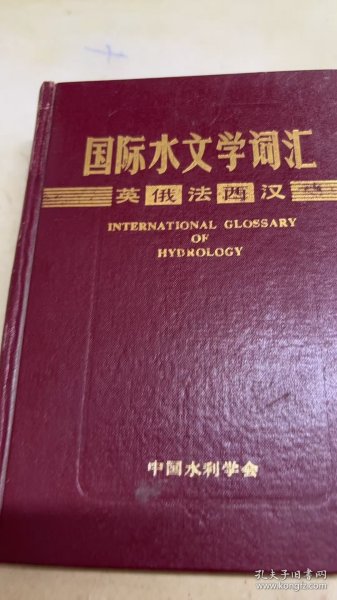 国际水文学词汇
英俄法西汉
INTERNATIONAL GLOSSARY
OF
HYDROLOGY
中国水利学会
孔夫子旧书网
www.kongfz.com